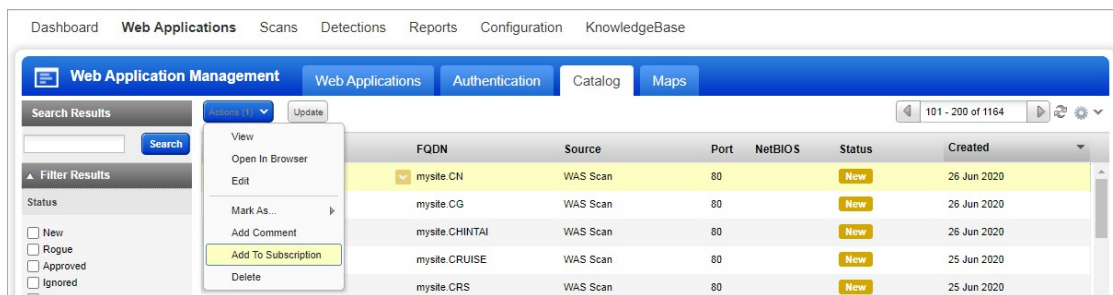 Dashboard Web Applications Scans Detections Reports Configuration KnowledgeBase
Web Application Management Web Applications Authentication Catalog Maps
Search Results Actions (1) Update 101 - 200 of 1164
Search
View
Open In Browser
Edit
Mark As...
Add Comment
Add To Subscription
Delete
FQDN Source Port NetBIOS Status Created
mysite.CN WAS Scan 80 New 26 Jun 2020
mysite.CG WAS Scan 80 New 26 Jun 2020
mysite.CHINTAI WAS Scan 80 New 26 Jun 2020
mysite.CRUISE WAS Scan 80 New 25 Jun 2020
mysite.CRS WAS Scan 80 New 25 Jun 2020
Filter Results
Status
New
Rogue
Approved
Ignored